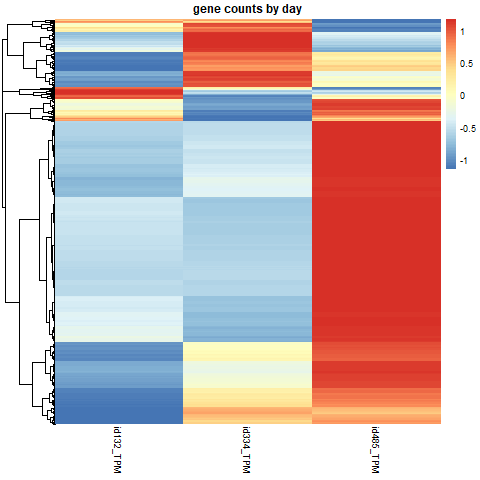 gene counts by day
1
0.5
0
-0.5
-1
id132_TPM
id334_TPM
id485_TPM